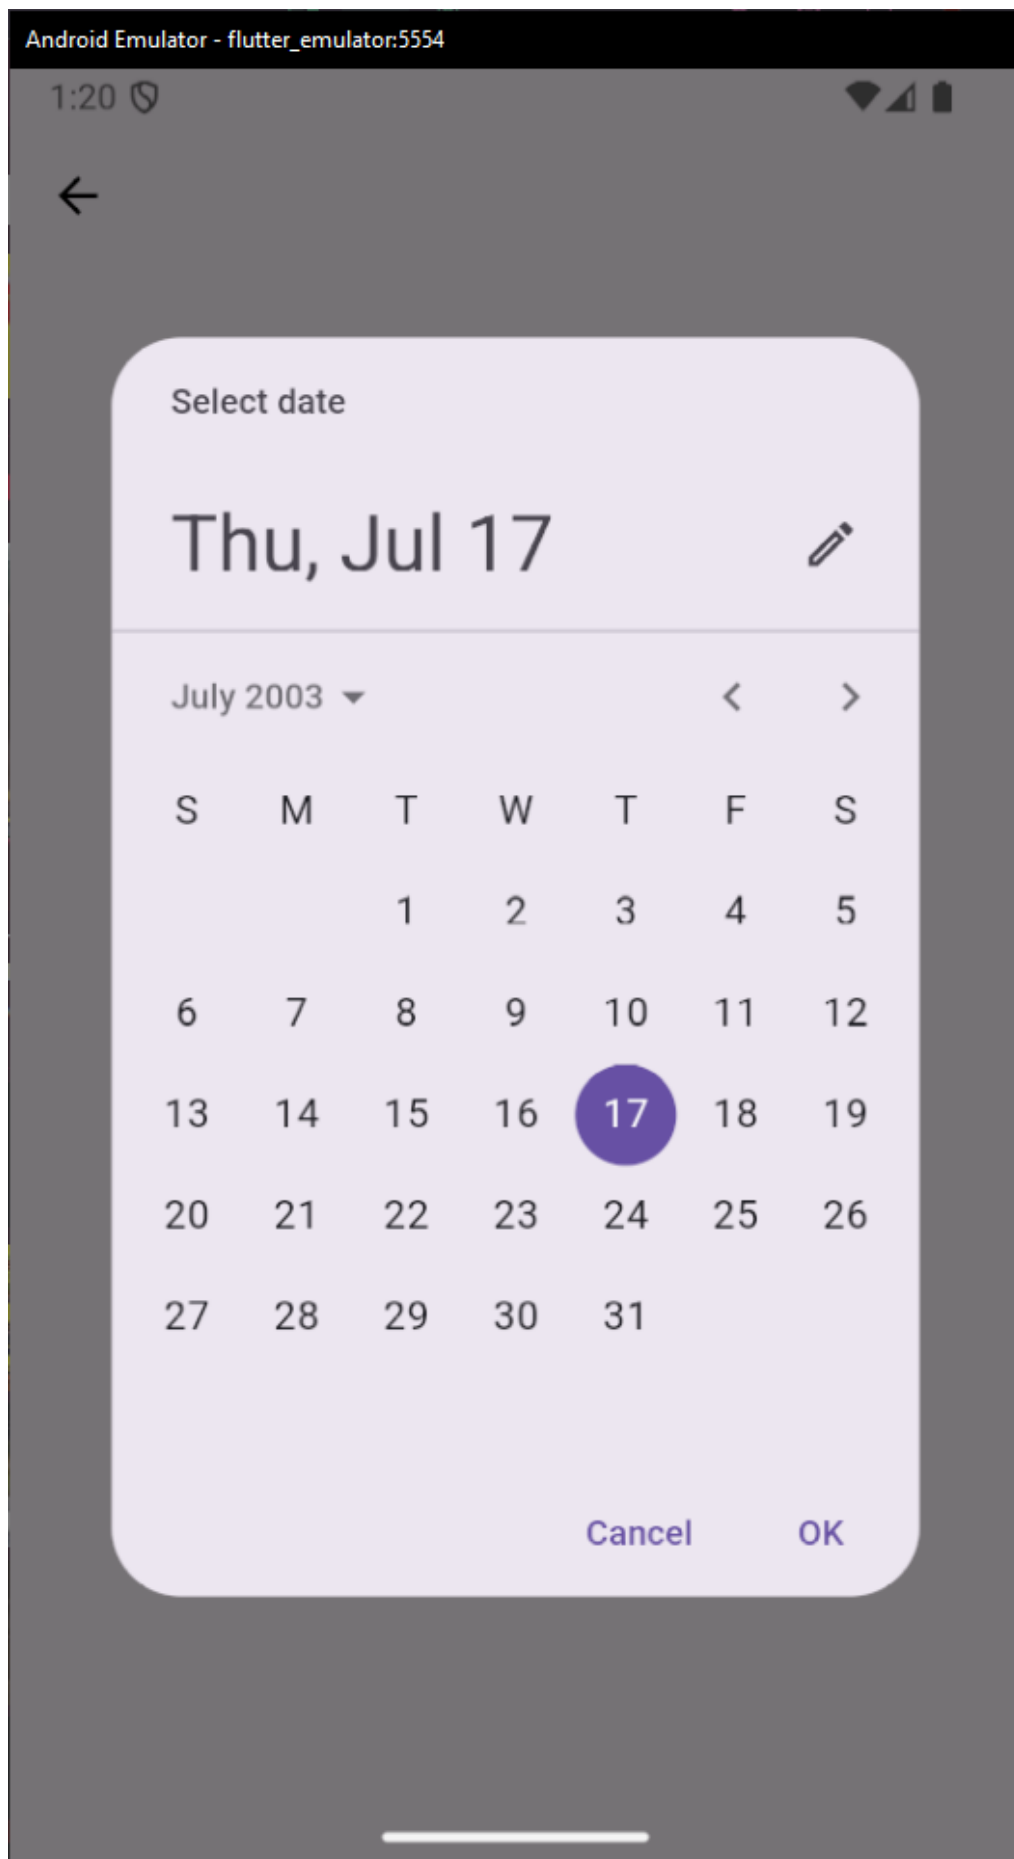 Android Emulator - flutter_emulator:5554
1:20
Select date
Thu, Jul 17
July 2003
S M T W T F S
1 2 3 4 5
6 7 8 9 10 11 12
13 14 15 16 17 18 19
20 21 22 23 24 25 26
27 28 29 30 31
Cancel OK